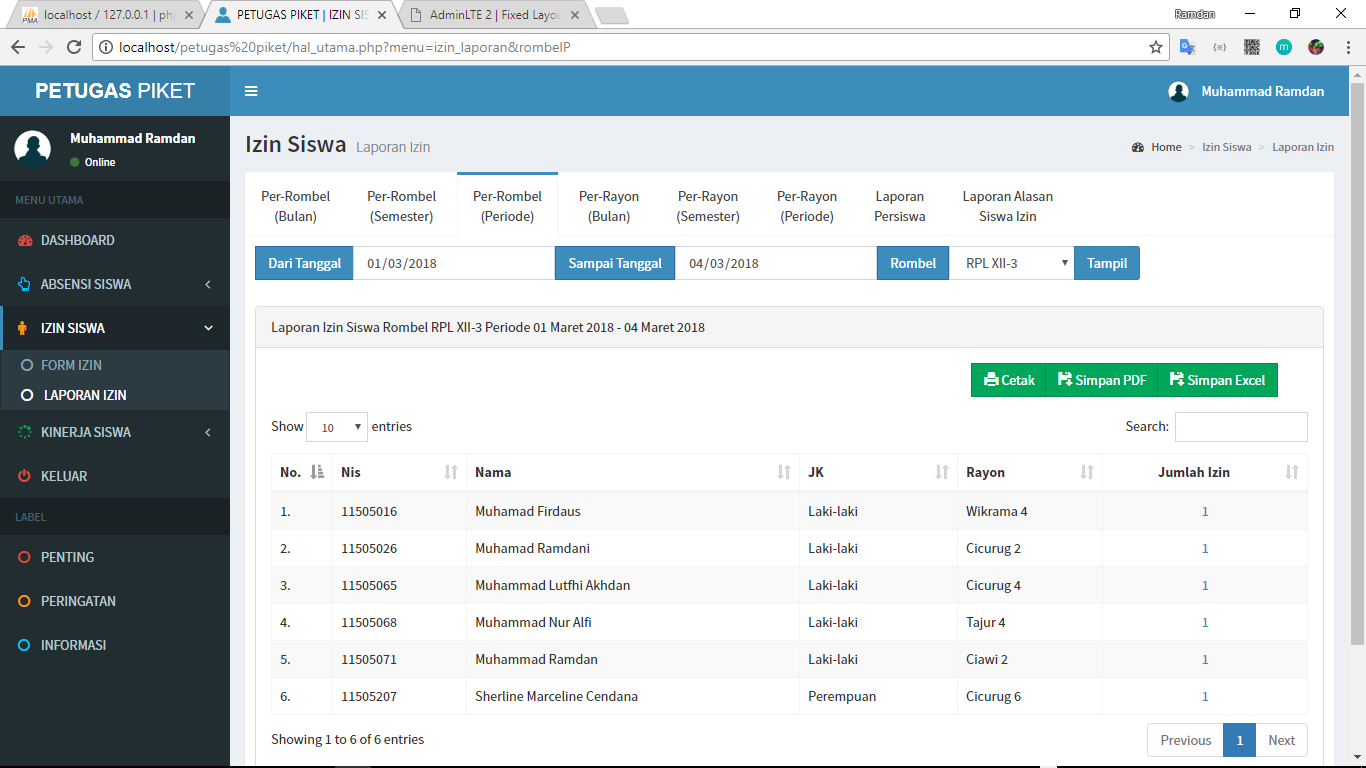 localhost / 127.0.0.1 | ph
PETUGAS PIKET | IZIN SIS
AdminLTE 2 | Fixed Layou
Ramdan
localhost/petugas%20piket/hal_utama.php?menu=izin_laporan&rombelP
PETUGAS PIKET
Muhammad Ramdan
Muhammad Ramdan
Online
MENU UTAMA
DASHBOARD
ABSENSI SISWA
IZIN SISWA
FORM IZIN
LAPORAN IZIN
KINERJA SISWA
KELUAR
LABEL
PENTING
PERINGATAN
INFORMASI
Izin Siswa Laporan Izin
Home > Izin Siswa > Laporan Izin
Per-Rombel
(Bulan)
Per-Rombel
(Semester)
Per-Rombel
(Periode)
Per-Rayon
(Bulan)
Per-Rayon
(Semester)
Per-Rayon
(Periode)
Laporan
Persiswa
Laporan Alasan
Siswa Izin
Dari Tanggal 01/03/2018 Sampai Tanggal 04/03/2018 Rombel RPL XII-3 Tampil
Laporan Izin Siswa Rombel RPL XII-3 Periode 01 Maret 2018 - 04 Maret 2018
Cetak Simpan PDF Simpan Excel
Show 10 entries Search:
No. Nis Nama JK Rayon Jumlah Izin
1. 11505016 Muhamad Firdaus Laki-laki Wikrama 4 1
2. 11505026 Muhamad Ramdani Laki-laki Cicurug 2 1
3. 11505065 Muhammad Lutfhi Akhdan Laki-laki Cicurug 4 1
4. 11505068 Muhammad Nur Alfi Laki-laki Tajur 4 1
5. 11505071 Muhammad Ramdan Laki-laki Ciawi 2 1
6. 11505207 Sherline Marceline Cendana Perempuan Cicurug 6 1
Showing 1 to 6 of 6 entries Previous 1 Next